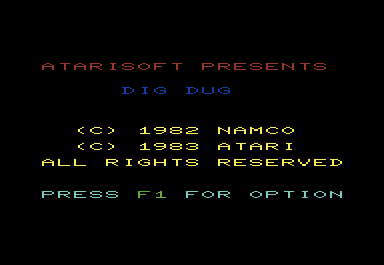 ATARISOFT PRESENTS
DIG DUG
(C) 1982 NAMCO
(C) 1983 ATARI
ALL RIGHTS RESERVED
PRESS F1 FOR OPTION